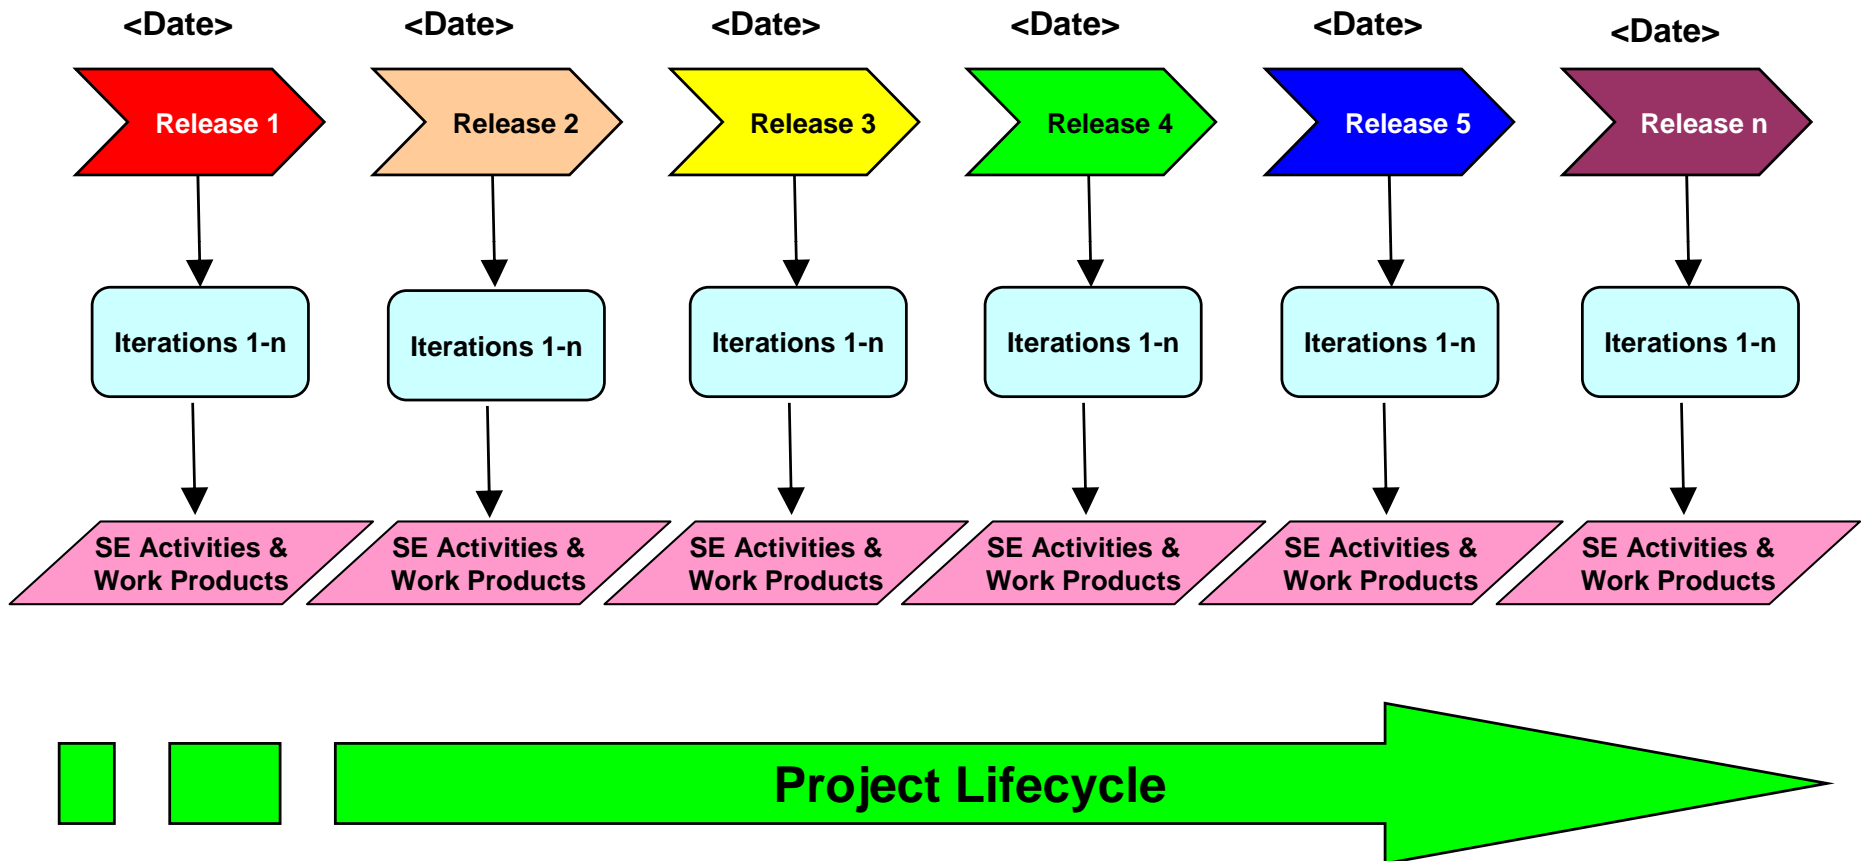 <Date>
<Date>
<Date>
<Date>
<Date>
<Date>
Release 1
Release 2
Release 3
Release 4
Release 5
Release n
Iterations 1-n
Iterations 1-n
Iterations 1-n
Iterations 1-n
Iterations 1-n
Iterations 1-n
SE Activities &
Work Products
SE Activities &
Work Products
SE Activities &
Work Products
SE Activities &
Work Products
SE Activities &
Work Products
SE Activities &
Work Products
Project Lifecycle